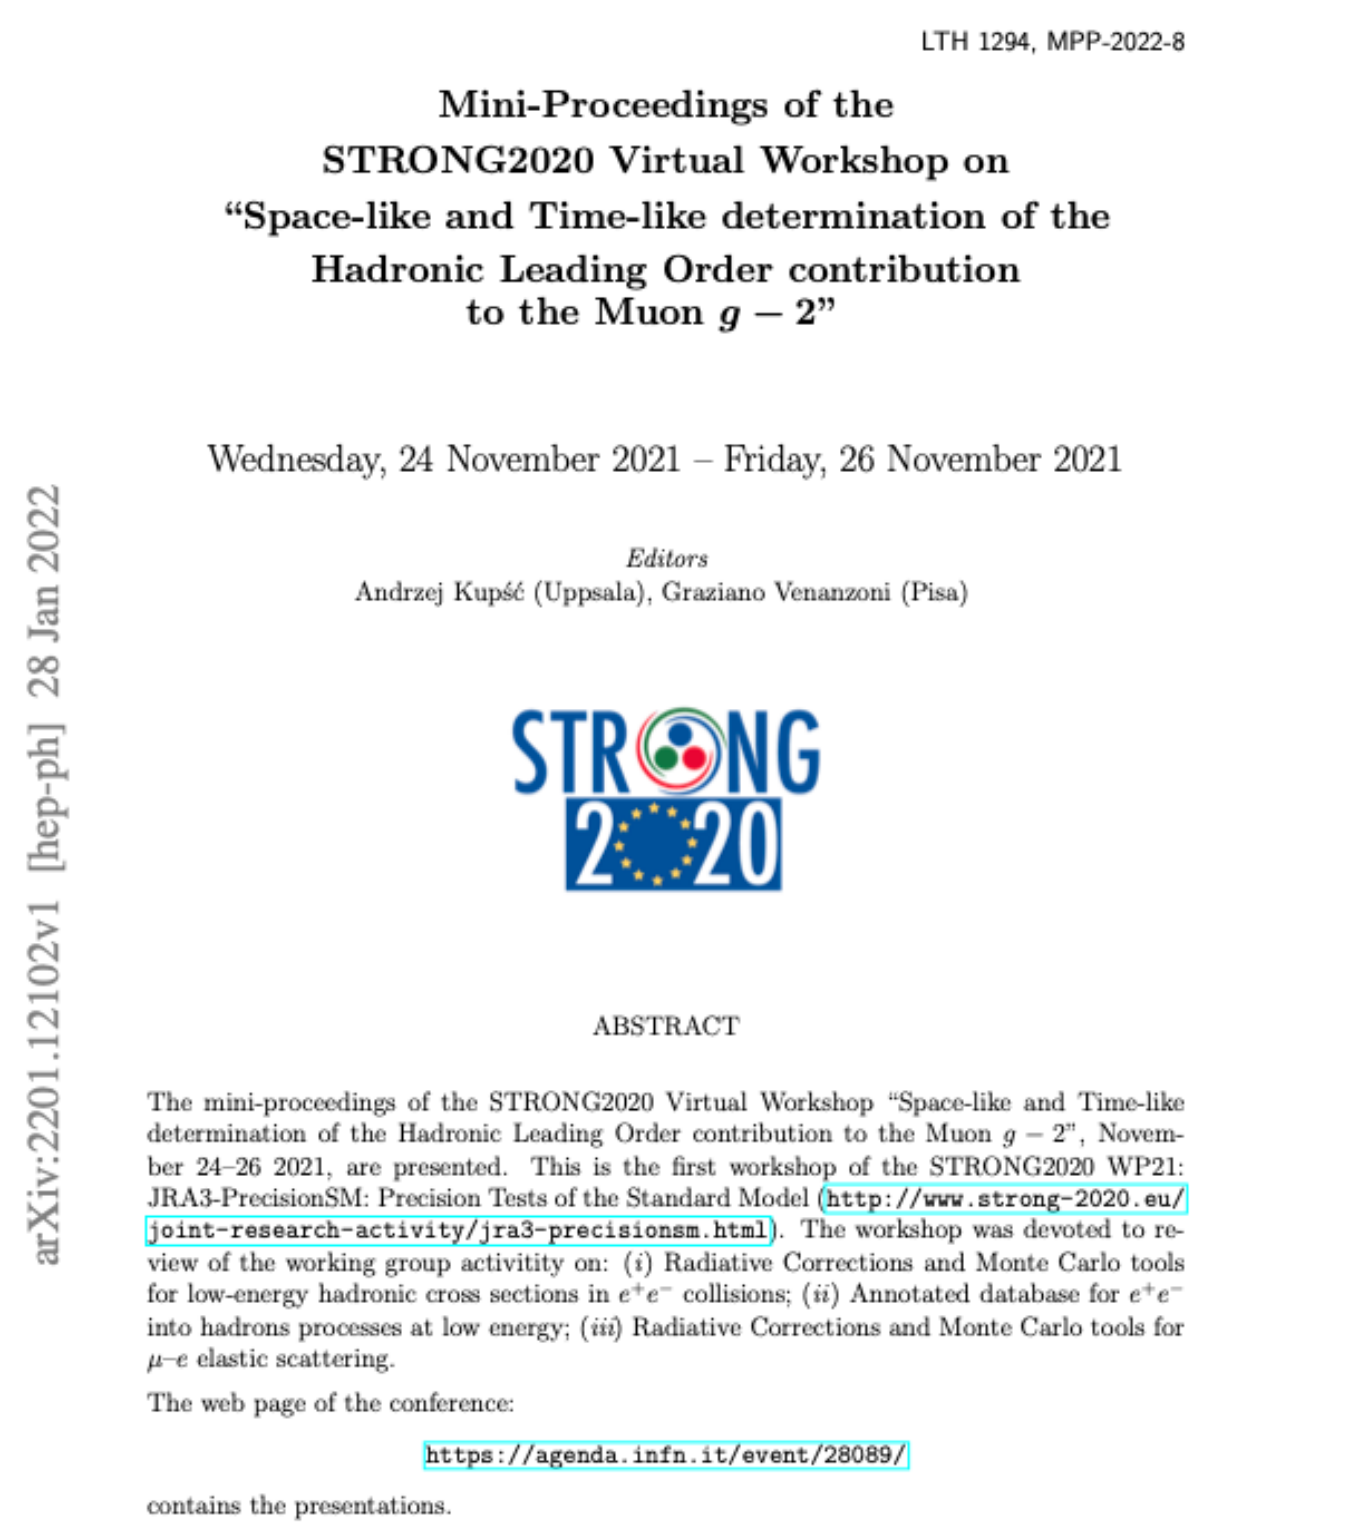 LTH 1294, MPP-2022-8
Mini-Proceedings of the
STRONG2020 Virtual Workshop on
“Space-like and Time-like determination of the
Hadronic Leading Order contribution
to the Muon g − 2”
Wednesday, 24 November 2021 – Friday, 26 November 2021
Editors
Andrzej Kupść (Uppsala), Graziano Venanzoni (Pisa)
STRONG
2020
arXiv:2201.12102v1 [hep-ph] 28 Jan 2022
ABSTRACT
The mini-proceedings of the STRONG2020 Virtual Workshop “Space-like and Time-like
determination of the Hadronic Leading Order contribution to the Muon g − 2”, Novem-
ber 24–26 2021, are presented. This is the first workshop of the STRONG2020 WP21:
JRA3-PrecisionSM: Precision Tests of the Standard Model (http://www.strong-2020.eu/
joint-research-activity/jra3-precisionsm.html). The workshop was devoted to re-
view of the working group activitity on: (i) Radiative Corrections and Monte Carlo tools
for low-energy hadronic cross sections in e⁺e⁻ collisions; (ii) Annotated database for e⁺e⁻
into hadrons processes at low energy; (iii) Radiative Corrections and Monte Carlo tools for
μ–e elastic scattering.
The web page of the conference:
https://agenda.infn.it/event/28089/
contains the presentations.